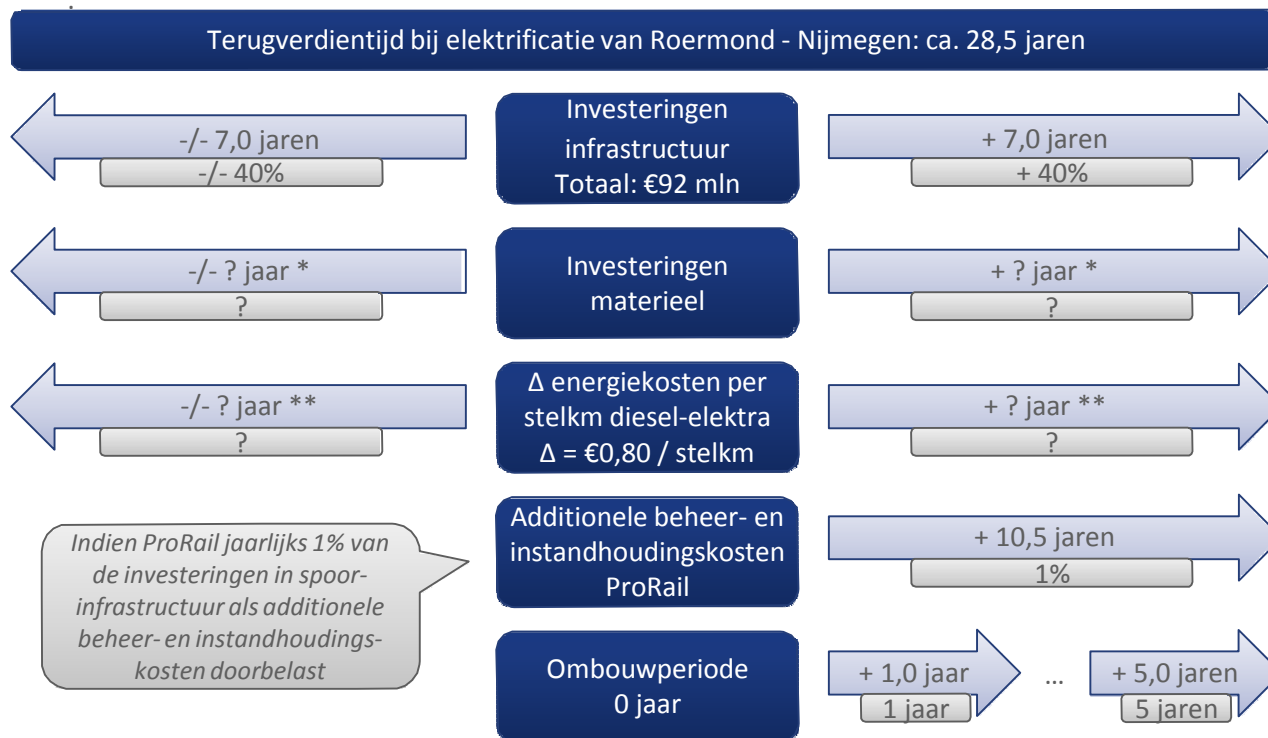 Terugverdientijd bij elektrificatie van Roermond - Nijmegen: ca. 28,5 jaren
-/- 7,0 jaren
-/- 40%
Investeringen
infrastructuur
Totaal: €92 mln
+ 7,0 jaren
+ 40%
-/- ? jaar *
?
Investeringen
materieel
+ ? jaar *
?
-/- ? jaar **
?
Δ energiekosten per
stelkm diesel-elektra
Δ = €0,80 / stelkm
+ ? jaar **
?
Indien ProRail jaarlijks 1% van
de investeringen in spoor-
infrastructuur als additionele
beheer- en instandhoudings-
kosten doorbelast
Additionele beheer- en
instandhoudingskosten
ProRail
+ 10,5 jaren
1%
Ombouwperiode
0 jaar
+ 1,0 jaar
1 jaar
...
+ 5,0 jaren
5 jaren